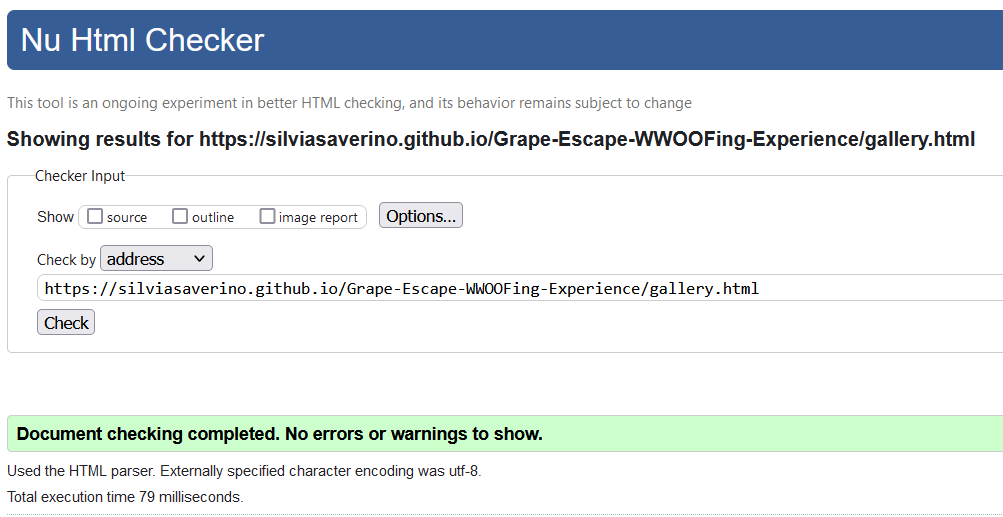 Nu Html Checker
This tool is an ongoing experiment in better HTML checking, and its behavior remains subject to change
Showing results for https://silviasaverino.github.io/Grape-Escape-WWOOFing-Experience/gallery.html
Checker Input
Show source outline image report Options...
Check by address
https://silviasaverino.github.io/Grape-Escape-WWOOFing-Experience/gallery.html
Check
Document checking completed. No errors or warnings to show.
Used the HTML parser. Externally specified character encoding was utf-8.
Total execution time 79 milliseconds.